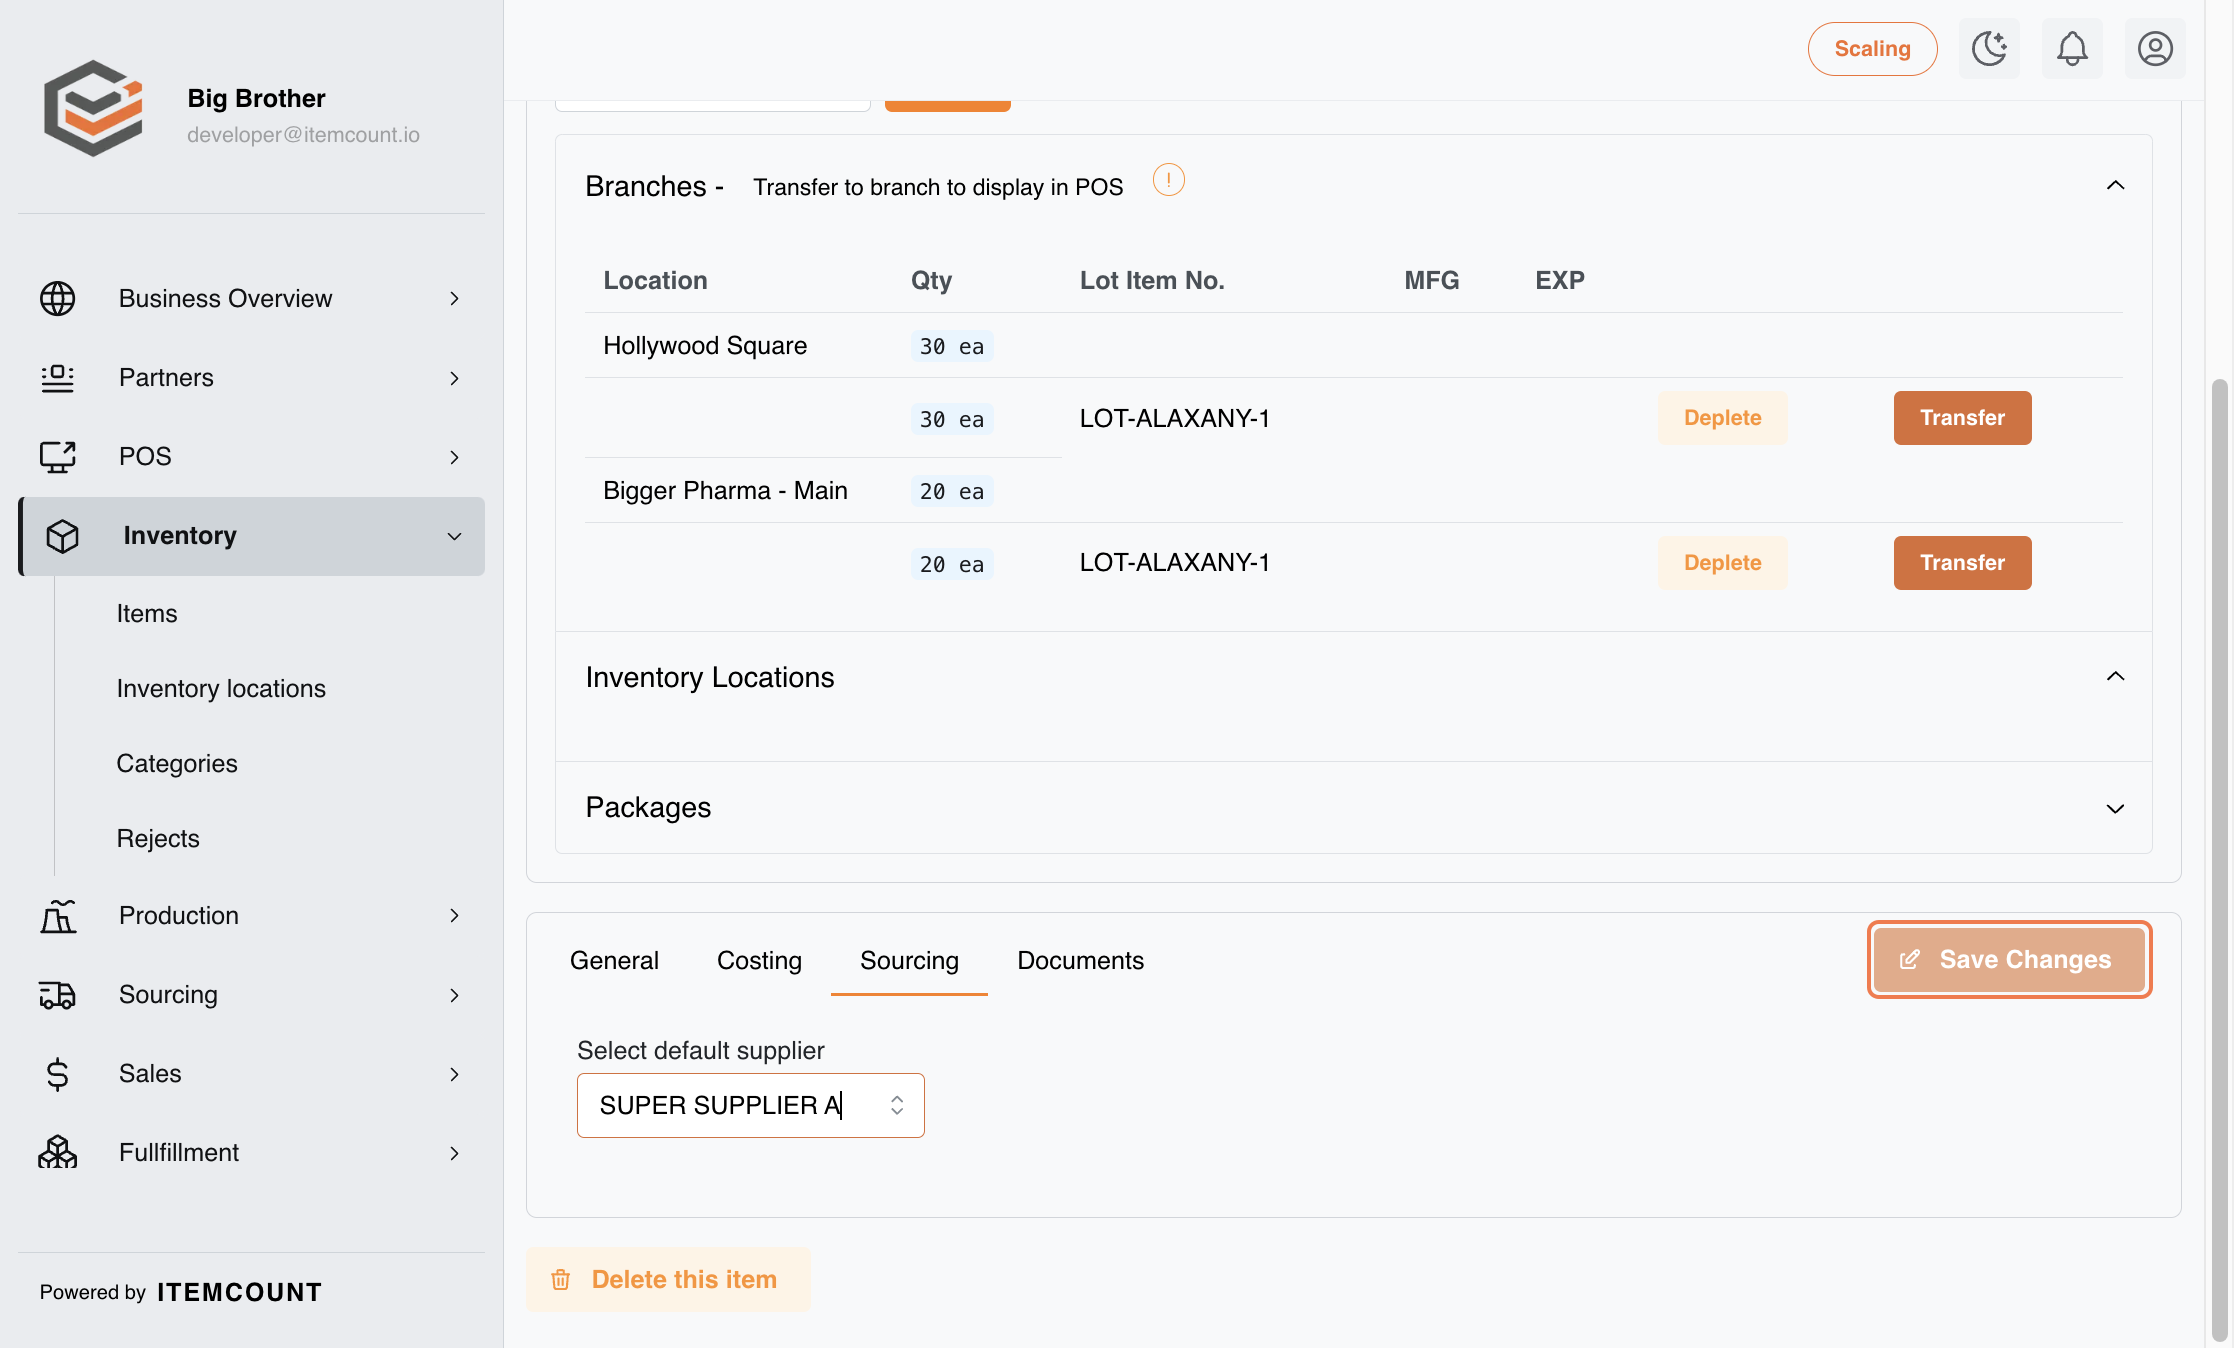 Big Brother
developer@itemcount.io
Scaling
Business Overview
Partners
POS
Inventory
Items
Inventory locations
Categories
Rejects
Production
Sourcing
Sales
Fullfillment
Powered by ITEMCOUNT
Branches - Transfer to branch to display in POS !
Location Qty Lot Item No. MFG EXP
Hollywood Square 30 ea
30 ea LOT-ALAXANY-1 Deplete Transfer
Bigger Pharma - Main 20 ea
20 ea LOT-ALAXANY-1 Deplete Transfer
Inventory Locations
Packages
General Costing Sourcing Documents Save Changes
Select default supplier
SUPER SUPPLIER A
Delete this item